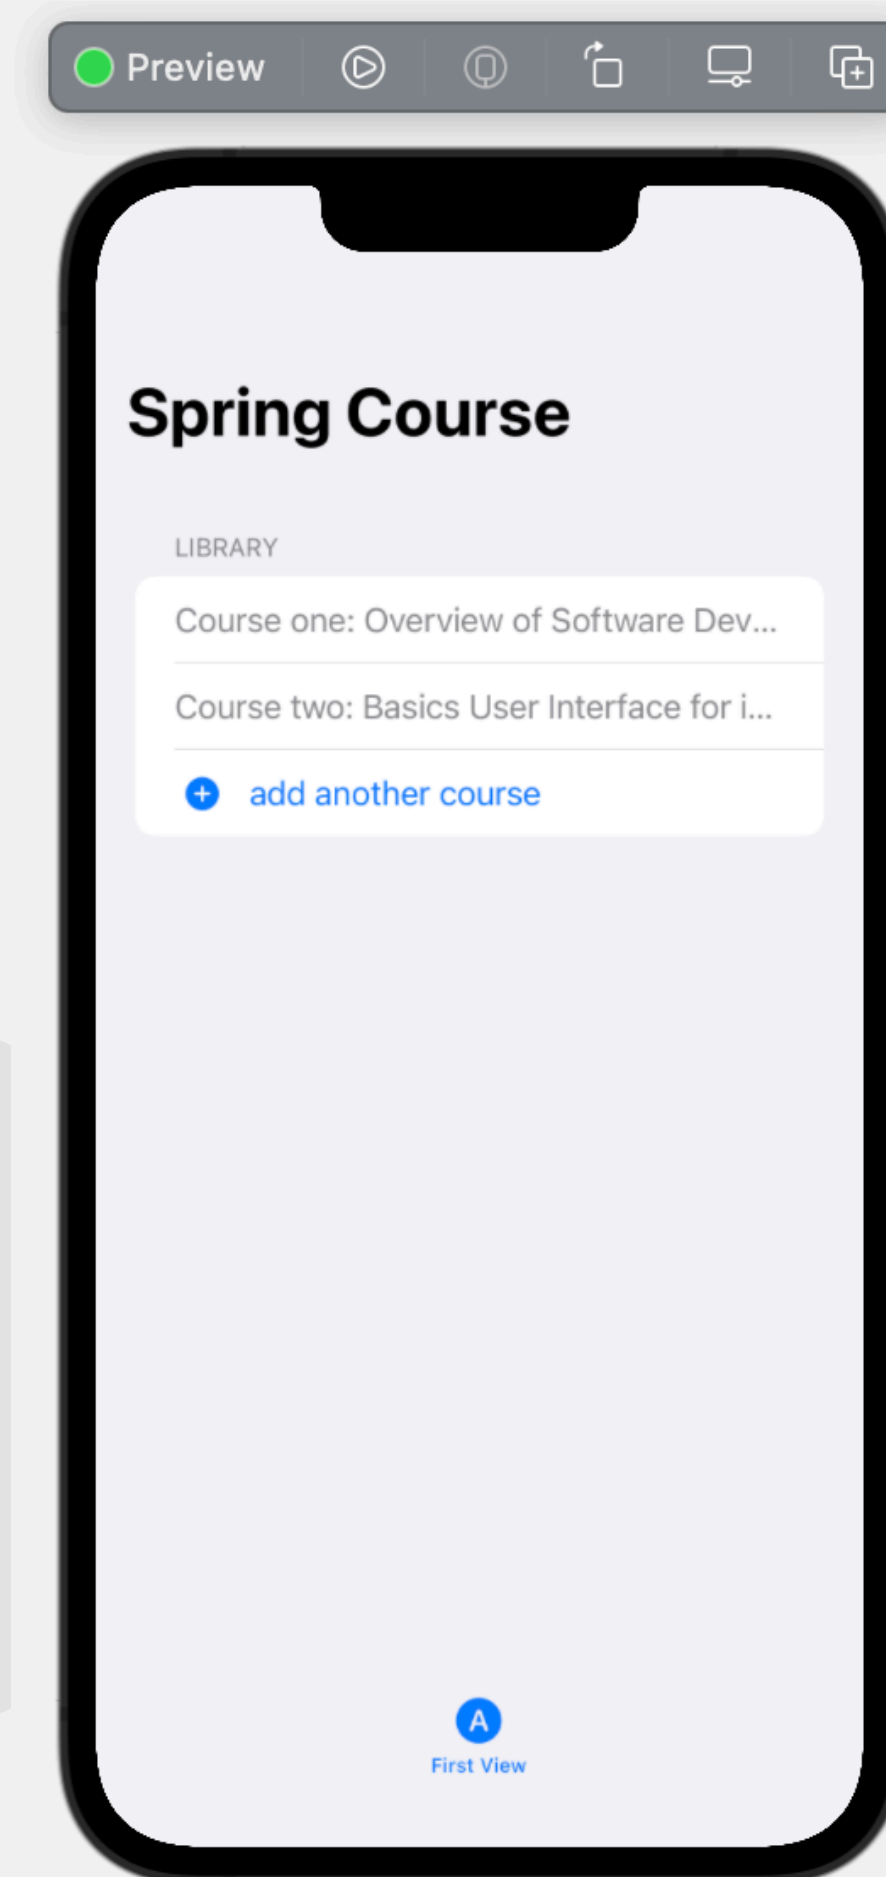 Preview
Spring Course
LIBRARY
Course one: Overview of Software Dev...
Course two: Basics User Interface for i...
add another course
A
First View